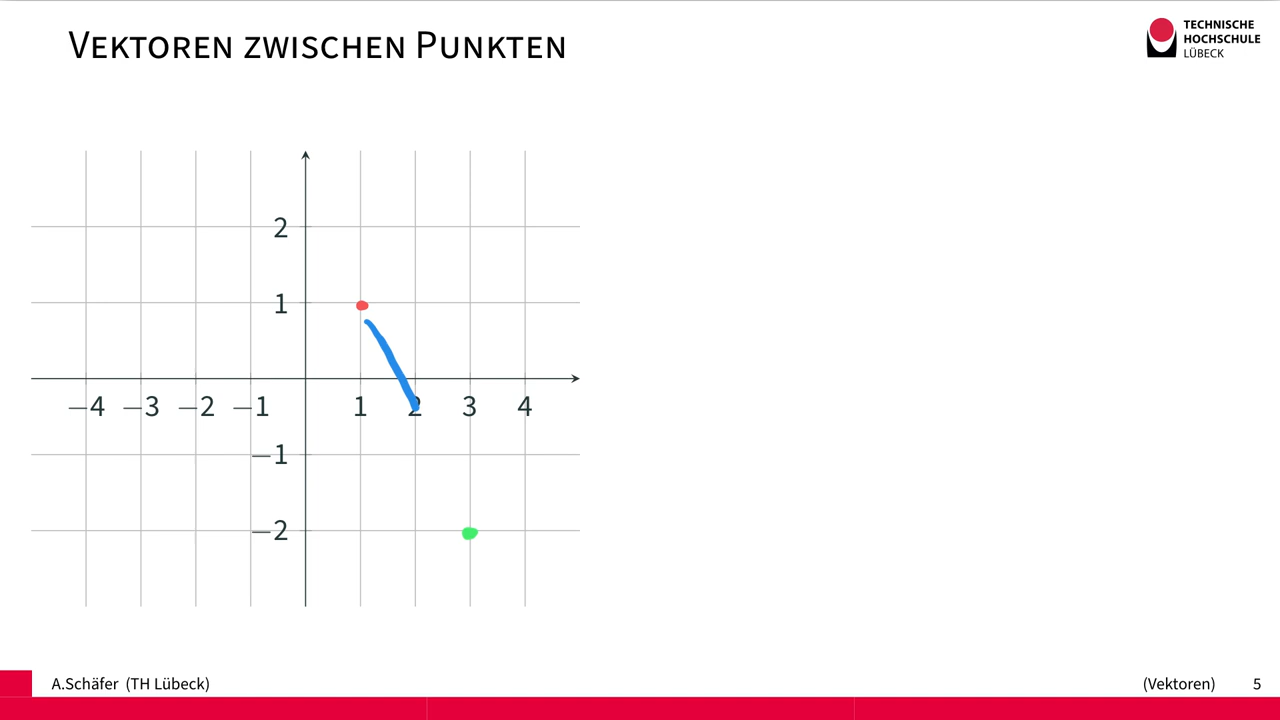 VEKTOREN ZWISCHEN PUNKTEN
TECHNISCHE
HOCHSCHULE
LÜBECK
2
1
−4 −3 −2 −1 1 2 3 4
−1
−2
A.Schäfer (TH Lübeck) (Vektoren) 5